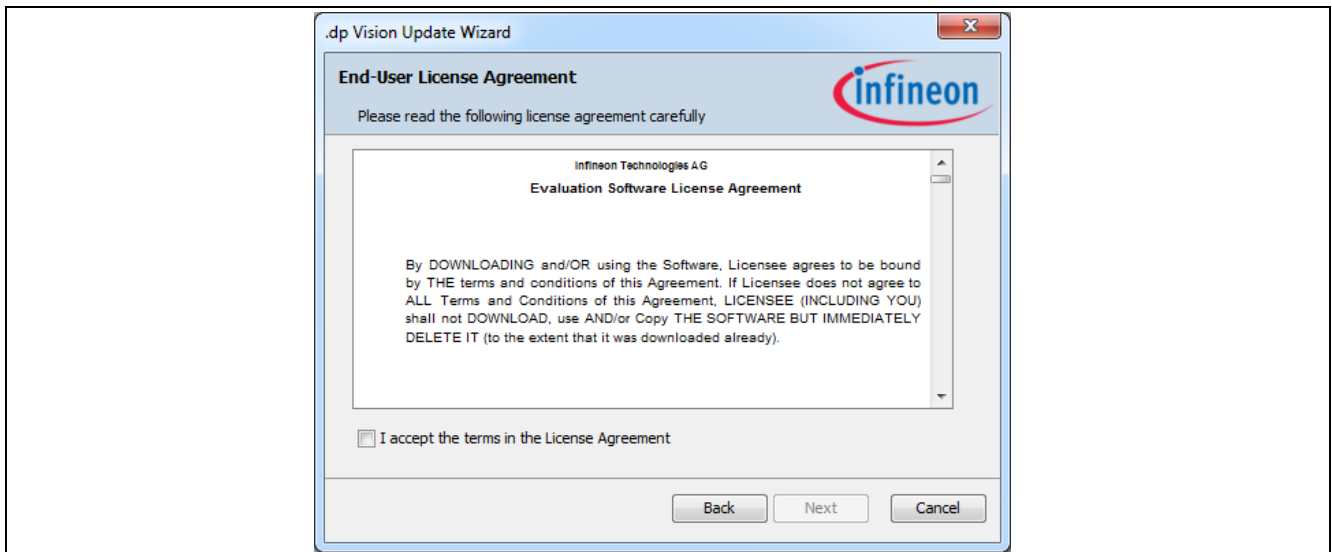 .dp Vision Update Wizard
End-User License Agreement
Please read the following license agreement carefully
infineon
Infineon Technologies AG
Evaluation Software License Agreement
By DOWNLOADING and/OR using the Software, Licensee agrees to be bound
by THE terms and conditions of this Agreement. If Licensee does not agree to
ALL Terms and Conditions of this Agreement, LICENSEE (INCLUDING YOU)
shall not DOWNLOAD, use AND/or Copy THE SOFTWARE BUT IMMEDIATELY
DELETE IT (to the extent that it was downloaded already).
I accept the terms in the License Agreement
Back Next Cancel